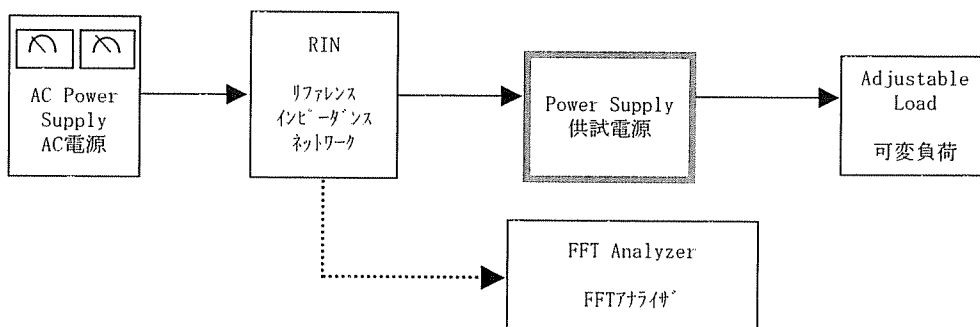 AC Power
Supply
AC電源
RIN
ﾘﾌｧﾚﾝｽ
ｲﾝﾋﾟｰﾀﾞﾝｽ
ﾈｯﾄﾜｰｸ
Power Supply
供試電源
Adjustable
Load
可変負荷
FFT Analyzer
FFTｱﾅﾗｲｻﾞ